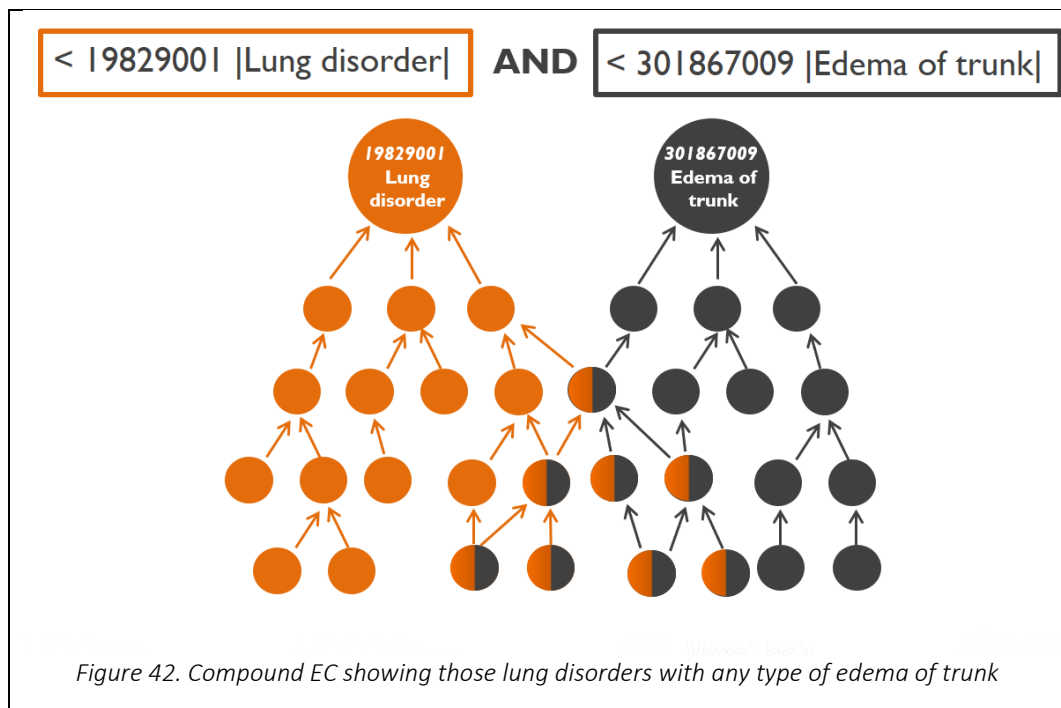 < 19829001 |Lung disorder| AND < 301867009 |Edema of trunk|
19829001
Lung
disorder
301867009
Edema of
trunk
Figure 42. Compound EC showing those lung disorders with any type of edema of trunk